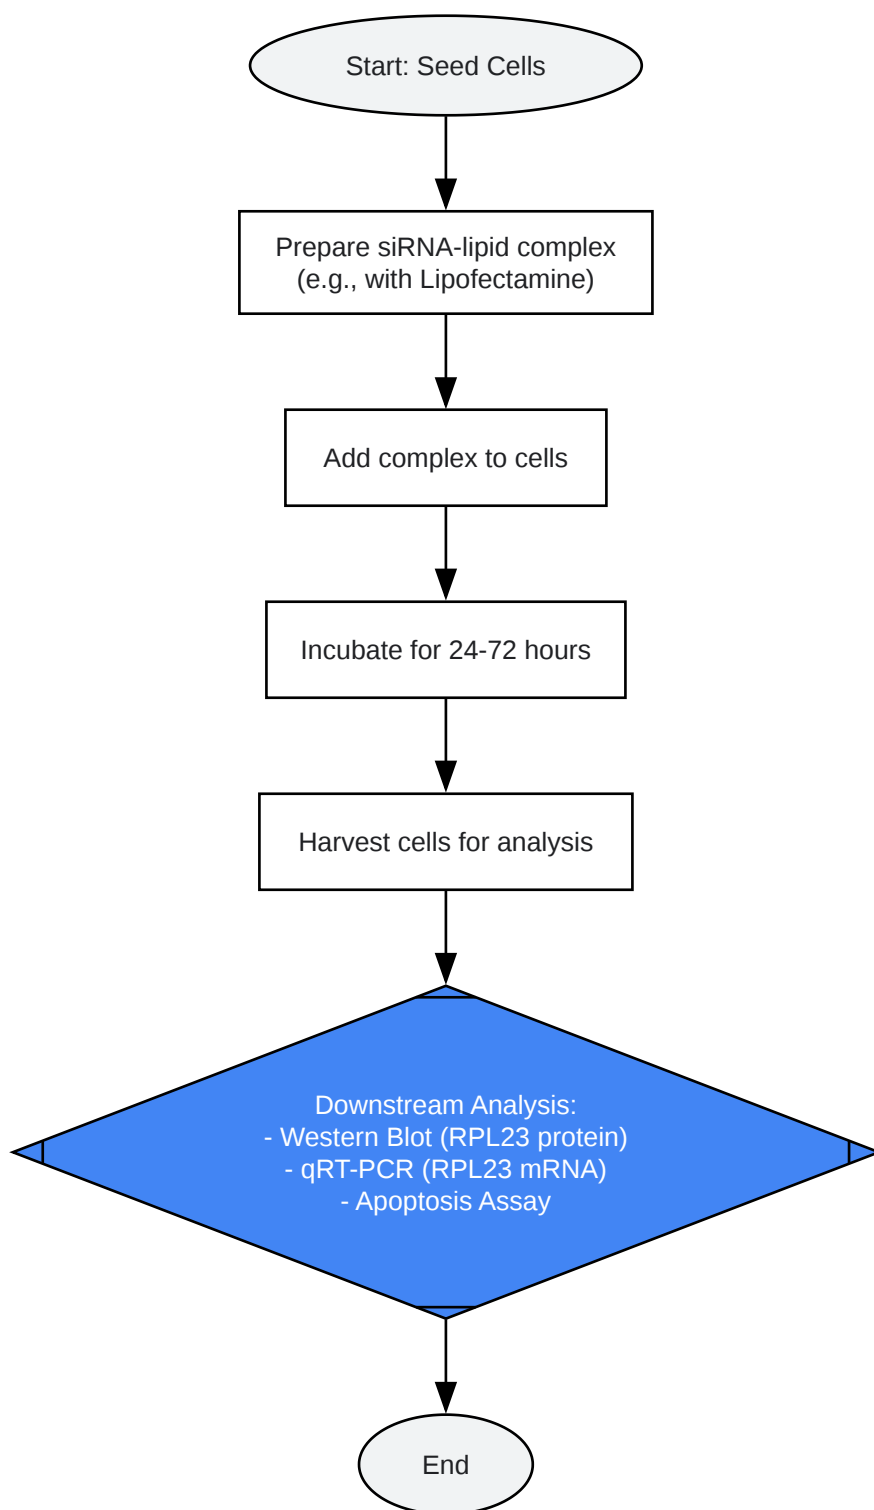 Start: Seed Cells
Prepare siRNA-lipid complex
(e.g., with Lipofectamine)
Add complex to cells
Incubate for 24-72 hours
Harvest cells for analysis
Downstream Analysis:
- Western Blot (RPL23 protein)
- qRT-PCR (RPL23 mRNA)
- Apoptosis Assay
End